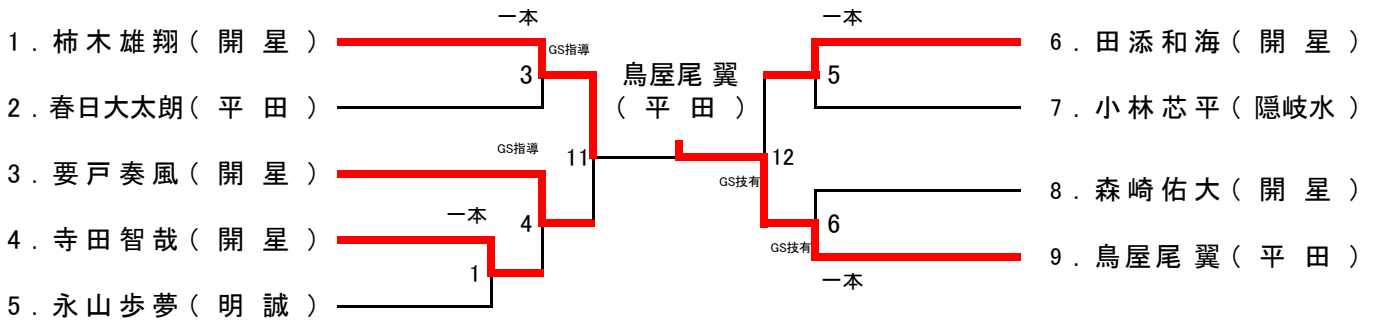 一本
一本
1．柿木雄翔(開星)
GS指導
6．田添和海(開星)
3
鳥屋尾 翼
5
2．春日大太朗(平田)
(平田)
7．小林芯平(隠岐水)
GS指導
11
12
3．要戸奏風(開星)
GS技有
8．森崎佑大(開星)
一本
4
6
4．寺田智哉(開星)
GS技有
9．鳥屋尾 翼(平田)
1
一本
5．永山歩夢(明誠)